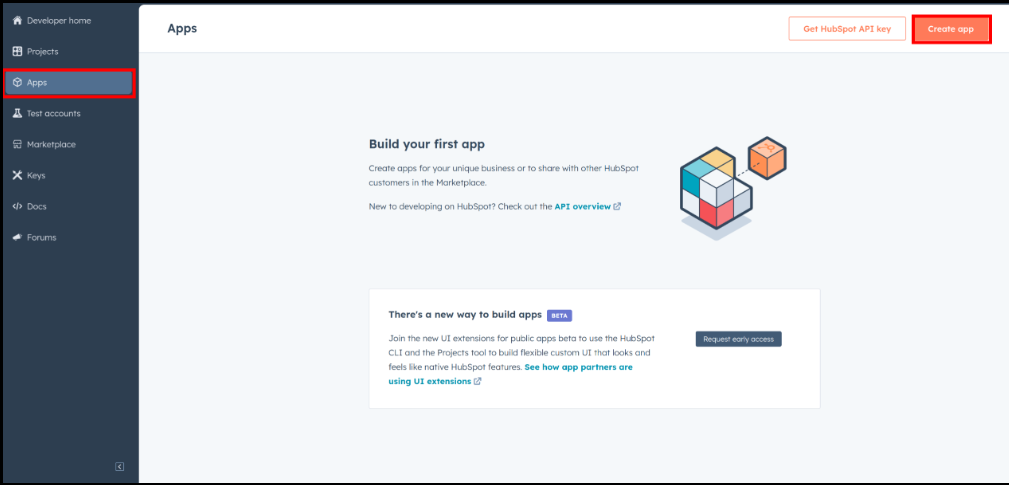 Developer home
Projects
Apps
Test accounts
Marketplace
Keys
Docs
Forums
Apps
Get HubSpot API key
Create app
Build your first app
Create apps for your unique business or to share with other HubSpot
customers in the Marketplace.
New to developing on HubSpot? Check out the API overview
There's a new way to build apps BETA
Join the new UI extensions for public apps beta to use the HubSpot
CLI and the Projects tool to build flexible custom UI that looks and
feels like native HubSpot features. See how app partners are
using UI extensions
Request early access